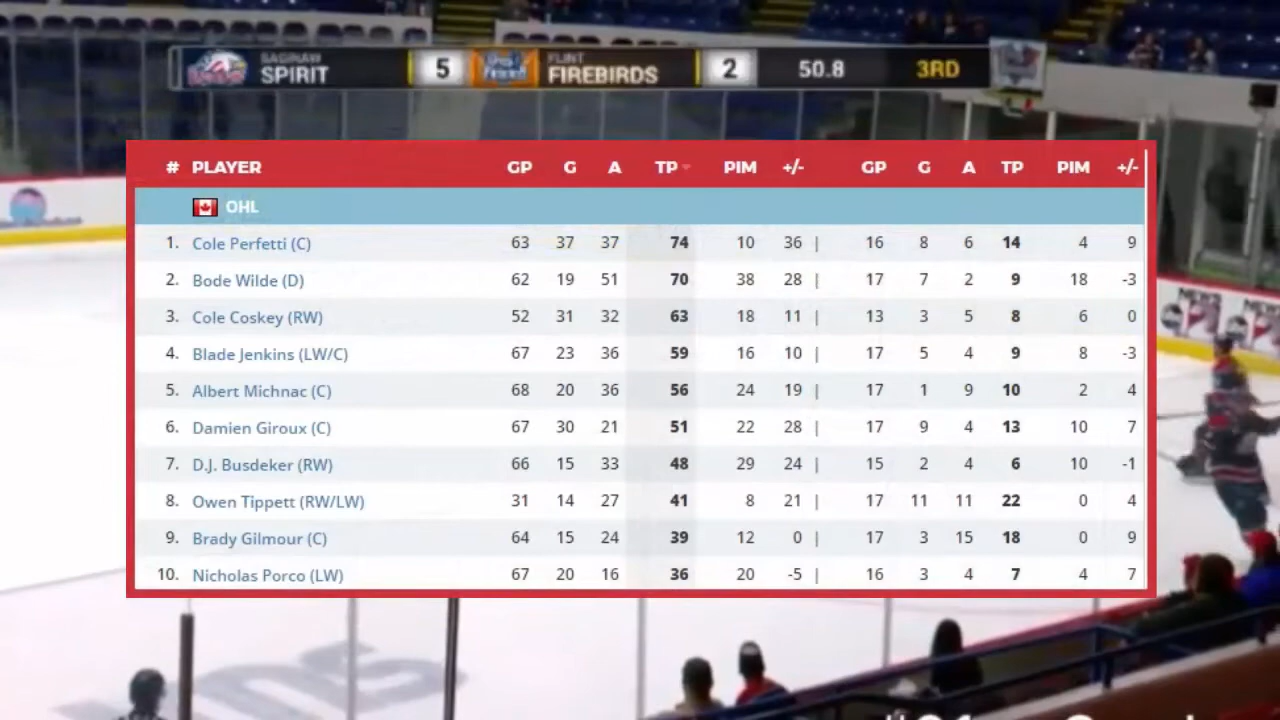 SAGINAW SPIRIT 5 FLINT FIREBIRDS 2 50.8 3RD
# PLAYER GP G A TP PIM +/- GP G A TP PIM +/-
OHL
1. Cole Perfetti (C) 63 37 37 74 10 36 | 16 8 6 14 4 9
2. Bode Wilde (D) 62 19 51 70 38 28 | 17 7 2 9 18 -3
3. Cole Coskey (RW) 52 31 32 63 18 11 | 13 3 5 8 6 0
4. Blade Jenkins (LW/C) 67 23 36 59 16 10 | 17 5 4 9 8 -3
5. Albert Michnac (C) 68 20 36 56 24 19 | 17 1 9 10 2 4
6. Damien Giroux (C) 67 30 21 51 22 28 | 17 9 4 13 10 7
7. D.J. Busdeker (RW) 66 15 33 48 29 24 | 15 2 4 6 10 -1
8. Owen Tippett (RW/LW) 31 14 27 41 8 21 | 17 11 11 22 0 4
9. Brady Gilmour (C) 64 15 24 39 12 0 | 17 3 15 18 0 9
10. Nicholas Porco (LW) 67 20 16 36 20 -5 | 16 3 4 7 4 7